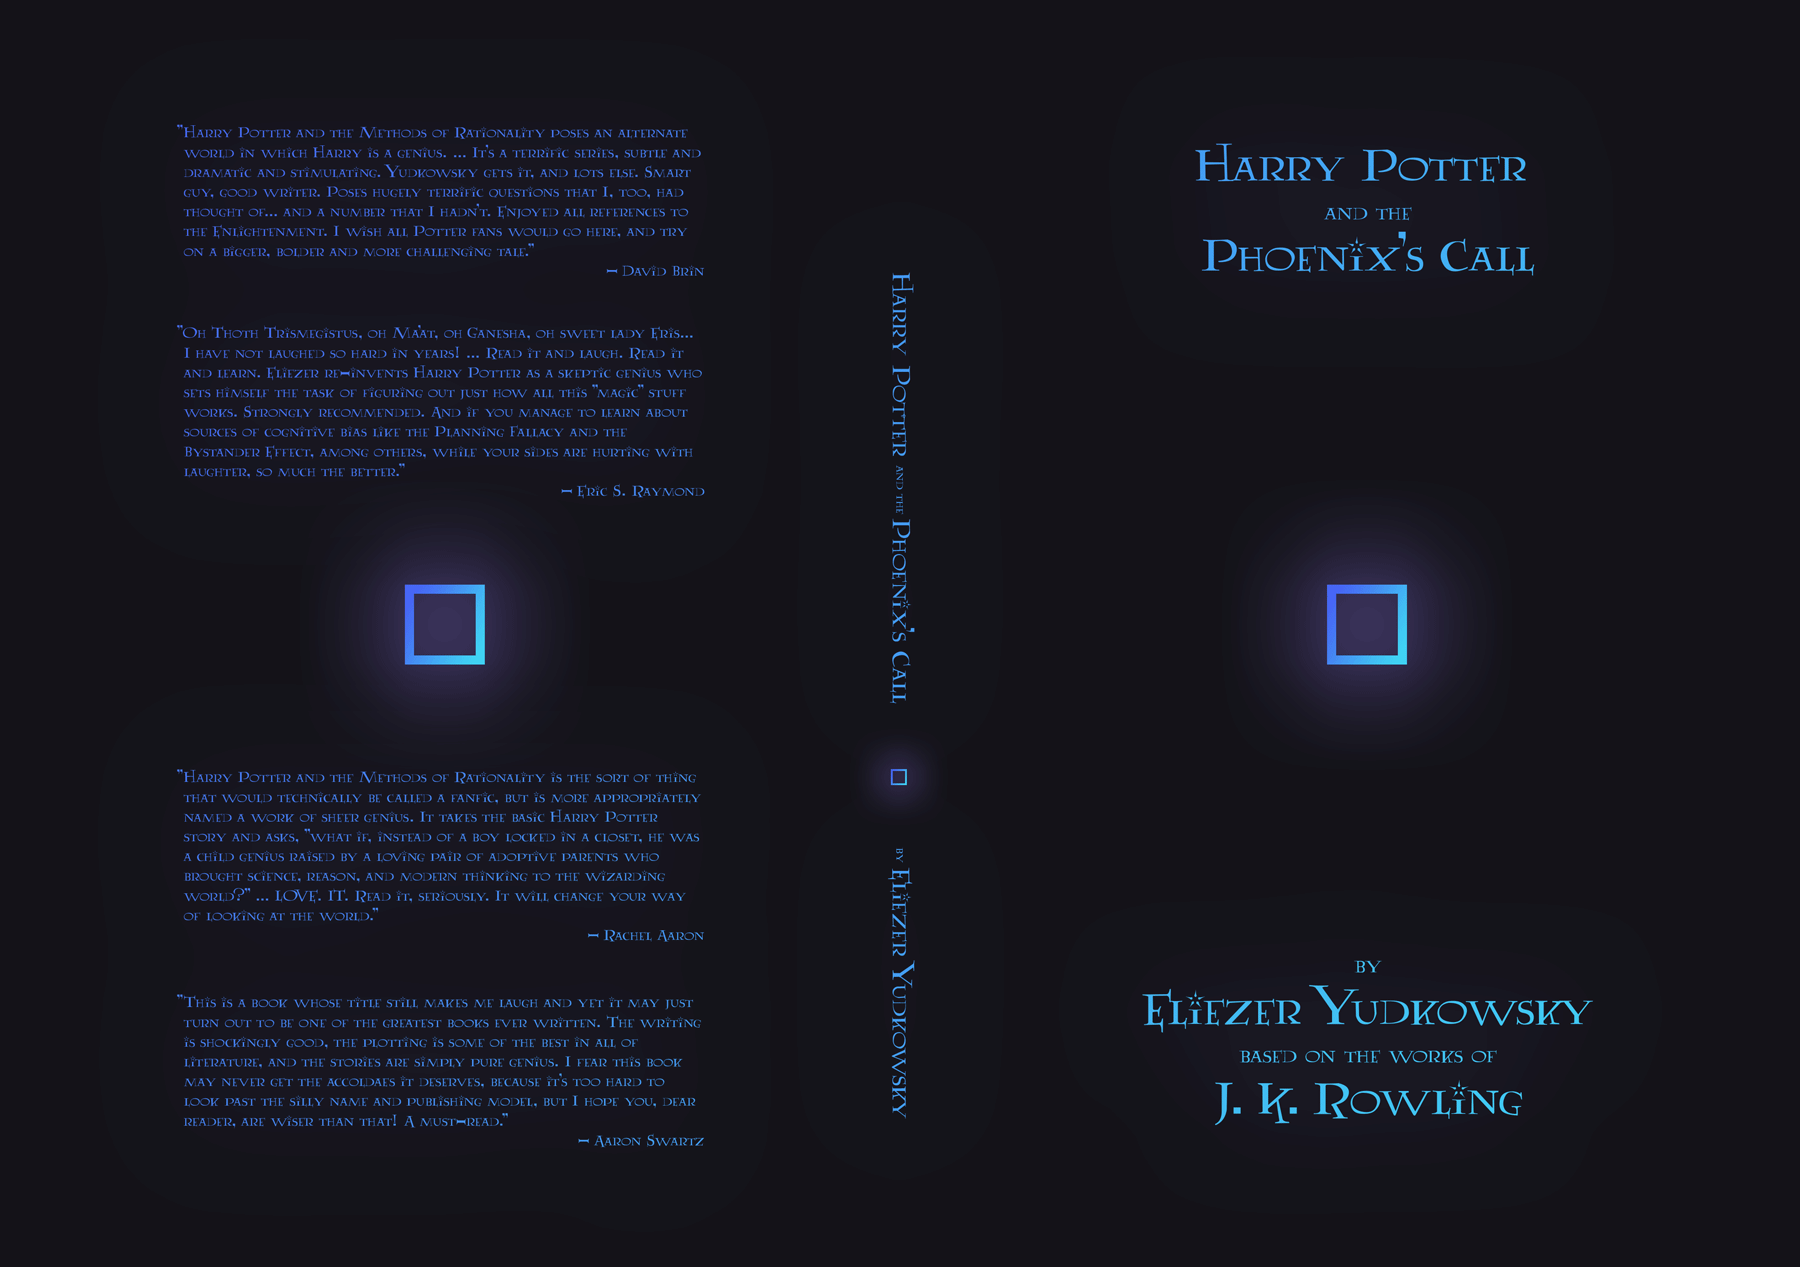 "Harry Potter and the Methods of Rationality poses an alternate
world in which Harry is a genius. ... It's a terrific series, subtle and
dramatic and stimulating. Yudkowsky gets it, and lots else. Smart
guy, good writer. Poses hugely terrific questions that I, too, had
thought of... and a number that I hadn't. Enjoyed all references to
the Enlightenment. I wish all Potter fans would go here, and try
on a bigger, bolder and more challenging tale."
— David Brin
"Oh Thoth Trismegistus, oh Ma'at, oh Ganesha, oh sweet lady Eris...
I have not laughed so hard in years! ... Read it and laugh. Read it
and learn. Eliezer re-invents Harry Potter as a skeptic genius who
sets himself the task of figuring out just how all this "magic" stuff
works. Strongly recommended. And if you manage to learn about
sources of cognitive bias like the Planning Fallacy and the
Bystander Effect, among others, while your sides are hurting with
laughter, so much the better."
— Eric S. Raymond
"Harry Potter and the Methods of Rationality is the sort of thing
that would technically be called a fanfic, but is more appropriately
named a work of sheer genius. It takes the basic Harry Potter
story and asks, "what if, instead of a boy locked in a closet, he was
a child genius raised by a loving pair of adoptive parents who
brought science, reason, and modern thinking to the wizarding
world?" ... LOVE. IT. Read it, seriously. It will change your way
of looking at the world."
— Rachel Aaron
"This is a book whose title still makes me laugh and yet it may just
turn out to be one of the greatest books ever written. The writing
is shockingly good, the plotting is some of the best in all of
literature, and the stories are simply pure genius. I fear this book
may never get the accoldaes it deserves, because it's too hard to
look past the silly name and publishing model, but I hope you, dear
reader, are wiser than that! A must-read."
— Aaron Swartz
Harry Potter and the Phoenix's Call
by Eliezer Yudkowsky
Harry Potter
and the
Phoenix's Call
by
Eliezer Yudkowsky
based on the works of
J. K. Rowling